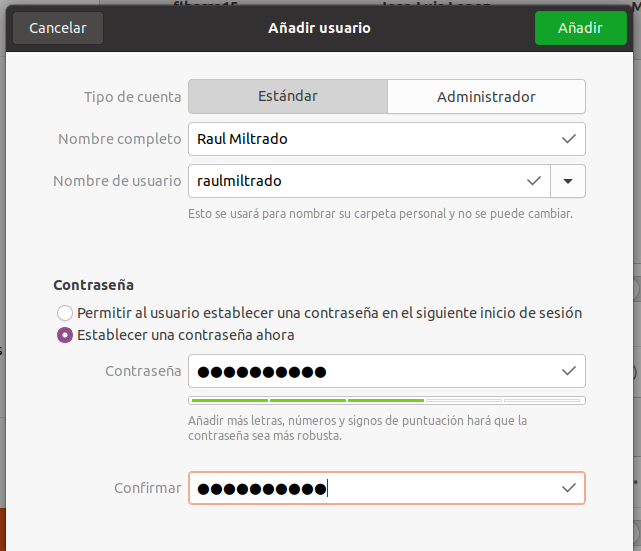 Cancelar
Añadir usuario
Añadir
Tipo de cuenta
Estándar
Administrador
Nombre completo
Raul Miltrado
Nombre de usuario
raulmiltrado
Esto se usará para nombrar su carpeta personal y no se puede cambiar.
Contraseña
Permitir al usuario establecer una contraseña en el siguiente inicio de sesión
Establecer una contraseña ahora
Contraseña
●●●●●●●●●●
Añadir más letras, números y signos de puntuación hará que la
contraseña sea más robusta.
Confirmar
●●●●●●●●●●